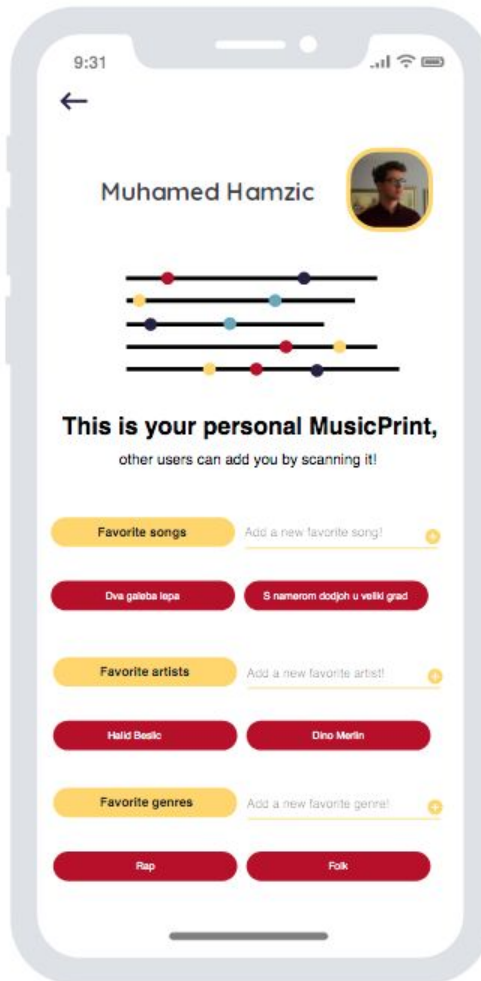 9:31
Muhamed Hamzic
This is your personal MusicPrint,
other users can add you by scanning it!
Favorite songs Add a new favorite song!
Dva galeba lepa S namerom dodjoh u veliki grad
Favorite artists Add a new favorite artist!
Halid Beslic Dino Merlin
Favorite genres Add a new favorite genre!
Rap Folk